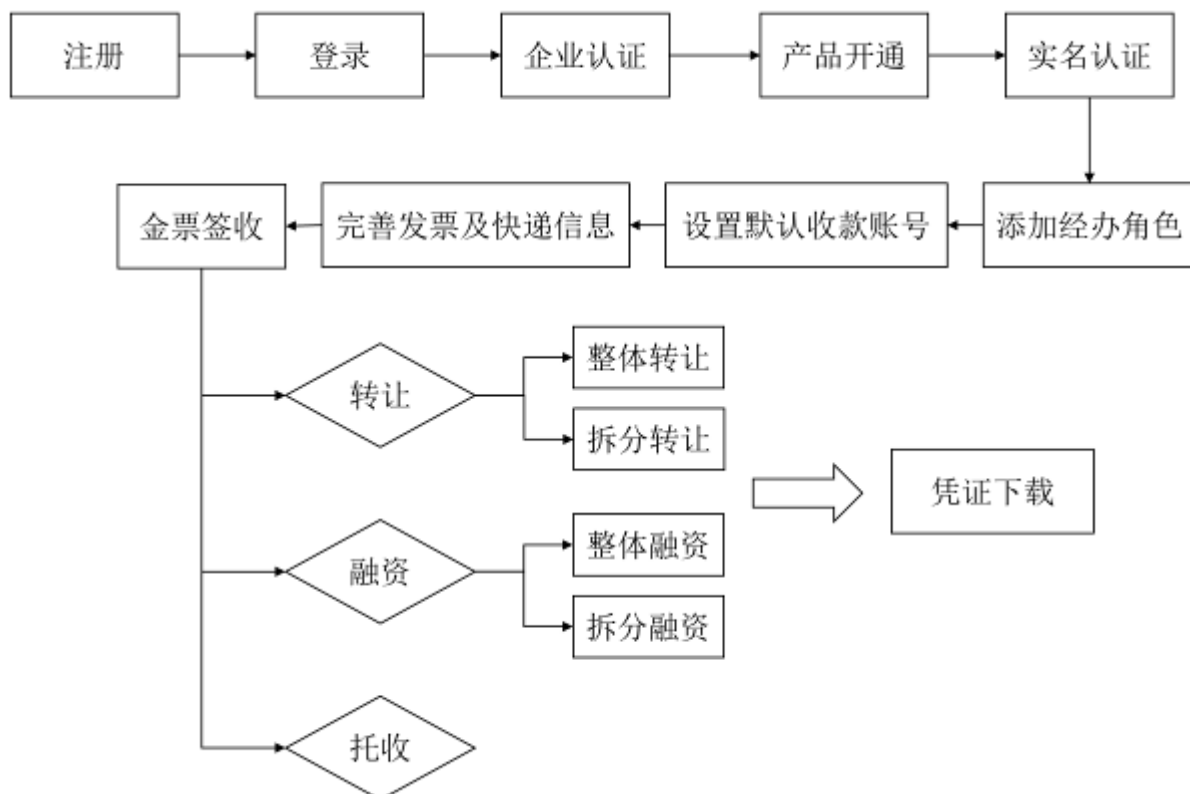 注册
登录
企业认证
产品开通
实名认证
金票签收
完善发票及快递信息
设置默认收款账号
添加经办角色
转让
整体转让
拆分转让
凭证下载
融资
整体融资
拆分融资
托收